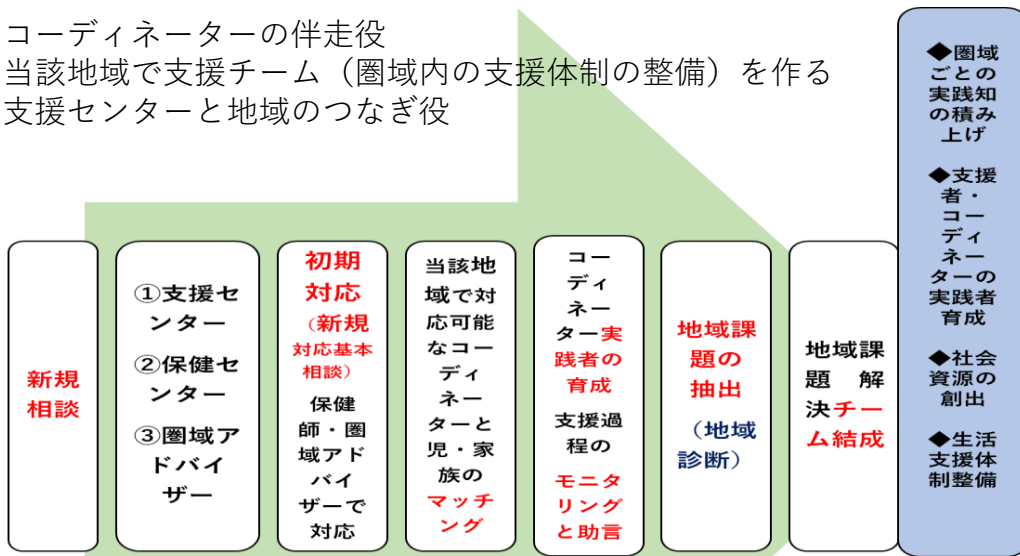 コーディネーターの伴走役
当該地域で支援チーム（圏域内の支援体制の整備）を作る
支援センターと地域のつなぎ役
新規
相談
①支援セ
ンター
②保健セ
ンター
③圏域ア
ドバイ
ザー
初期
対応
（新規
対応基本
相談）
保健
師・圏
域アド
バイ
ザーで
対応
当該地
域で対
応可能
なコー
ディ
ネー
ターと
児・家
族の
マッチ
ング
コー
ディ
ネー
ター実
践者の
育成
支援過
程の
モニタ
リング
と助言
地域課
題の
抽出
（地域
診断）
地域課
題　解
決チー
ム結成
◆圏域
ごとの
実践知
の積み
上げ
◆支援
者・
コー
ディ
ネー
ターの
実践者
育成
◆社会
資源の
創出
◆生活
支援体
制整備